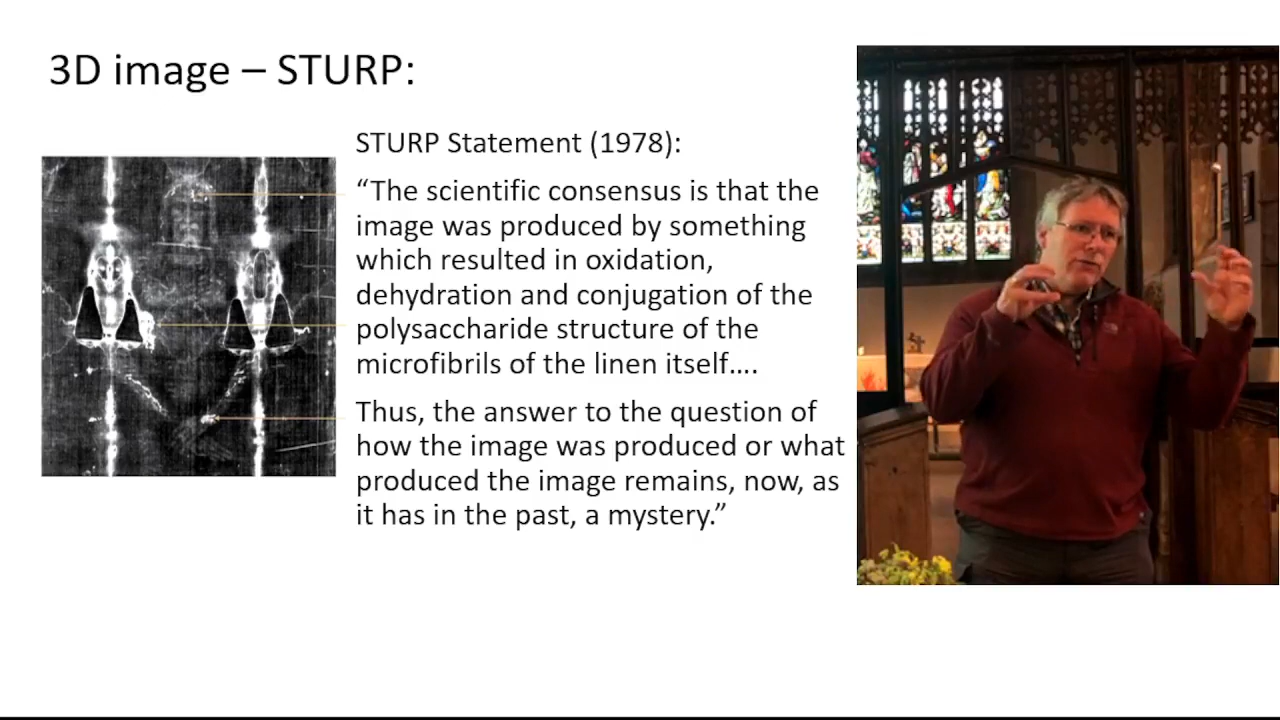 3D image – STURP:
STURP Statement (1978):
“The scientific consensus is that the
image was produced by something
which resulted in oxidation,
dehydration and conjugation of the
polysaccharide structure of the
microfibrils of the linen itself….
Thus, the answer to the question of
how the image was produced or what
produced the image remains, now, as
it has in the past, a mystery.”